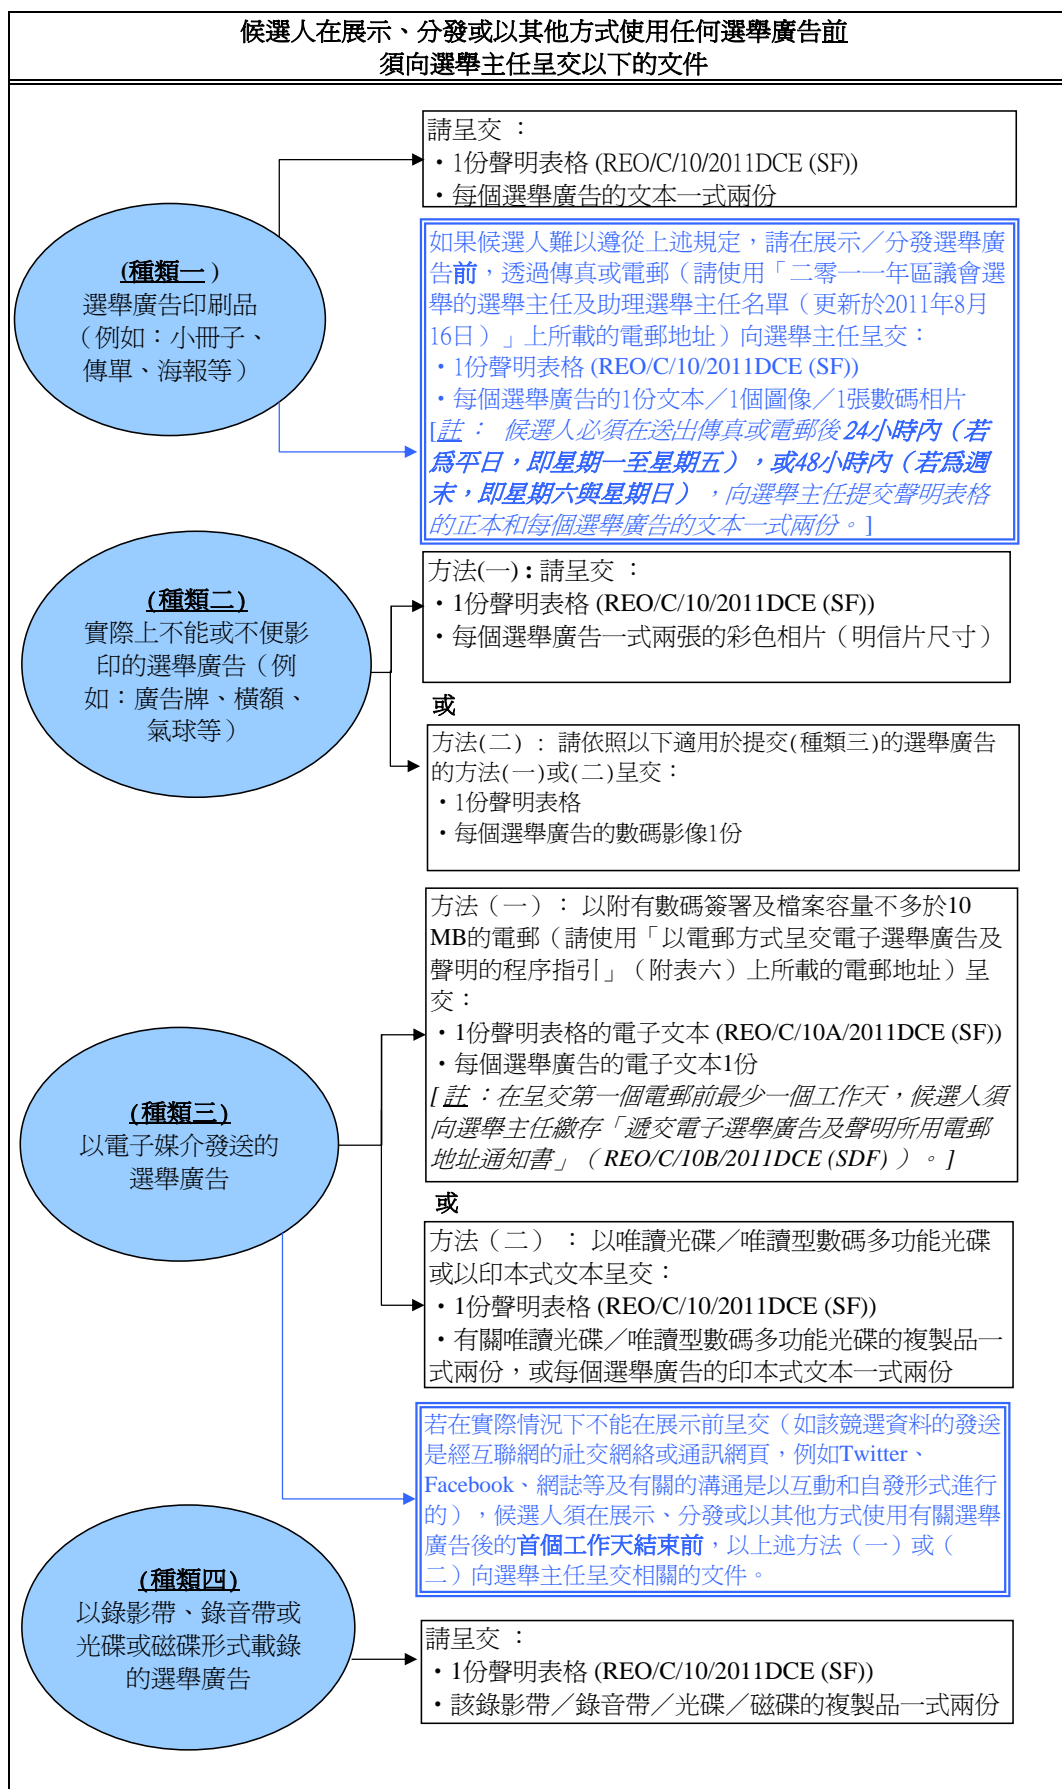 候選人在展示、分發或以其他方式使用任何選舉廣告前
須向選舉主任呈交以下的文件
(種類一)
選舉廣告印刷品
（例如：小冊子、
傳單、海報等）
請呈交 ：
・1份聲明表格 (REO/C/10/2011DCE (SF))
・每個選舉廣告的文本一式兩份
如果候選人難以遵從上述規定，請在展示／分發選舉廣
告前，透過傳真或電郵（請使用「二零一一年區議會選
舉的選舉主任及助理選舉主任名單（更新於2011年8月
16日）」上所載的電郵地址）向選舉主任呈交：
・1份聲明表格 (REO/C/10/2011DCE (SF))
・每個選舉廣告的1份文本／1個圖像／1張數碼相片
[註 ： 候選人必須在送出傳真或電郵後 24小時內（若
為平日，即星期一至星期五），或48小時內（若為週
末，即星期六與星期日），向選舉主任提交聲明表格
的正本和每個選舉廣告的文本一式兩份。]
(種類二)
實際上不能或不便影
印的選舉廣告（例
如：廣告牌、橫額、
氣球等）
方法(一)：請呈交 ：
・1份聲明表格 (REO/C/10/2011DCE (SF))
・每個選舉廣告一式兩張的彩色相片（明信片尺寸）
或
方法(二) ：請依照以下適用於提交(種類三)的選舉廣告
的方法(一)或(二)呈交：
・1份聲明表格
・每個選舉廣告的數碼影像1份
(種類三)
以電子媒介發送的
選舉廣告
方法（一）： 以附有數碼簽署及檔案容量不多於10
MB的電郵（請使用「以電郵方式呈交電子選舉廣告及
聲明的程序指引」（附表六）上所載的電郵地址）呈
交：
・1份聲明表格的電子文本 (REO/C/10A/2011DCE (SF))
・每個選舉廣告的電子文本1份
[ 註 ：在呈交第一個電郵前最少一個工作天，候選人須
向選舉主任繳存「遞交電子選舉廣告及聲明所用電郵
地址通知書」（ REO/C/10B/2011DCE (SDF) ）。 ]
或
方法（二） ： 以唯讀光碟／唯讀型數碼多功能光碟
或以印本式文本呈交：
・1份聲明表格 (REO/C/10/2011DCE (SF))
・有關唯讀光碟／唯讀型數碼多功能光碟的複製品一
式兩份，或每個選舉廣告的印本式文本一式兩份
若在實際情況下不能在展示前呈交（如該競選資料的發送
是經互聯網的社交網絡或通訊網頁，例如Twitter、
Facebook、網誌等及有關的溝通是以互動和自發形式進行
的），候選人須在展示、分發或以其他方式使用有關選舉
廣告後的首個工作天結束前，以上述方法（一）或（
二）向選舉主任呈交相關的文件。
(種類四)
以錄影帶、錄音帶或
光碟或磁碟形式載錄
的選舉廣告
請呈交 ：
・1份聲明表格 (REO/C/10/2011DCE (SF))
・該錄影帶／錄音帶／光碟／磁碟的複製品一式兩份